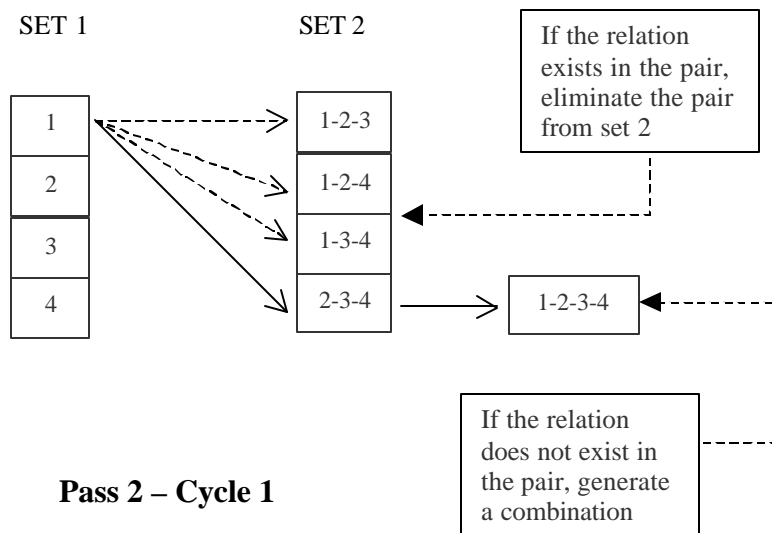 SET 1
SET 2
If the relation
exists in the pair,
eliminate the pair
from set 2
1
2
3
4
1-2-3
1-2-4
1-3-4
2-3-4
1-2-3-4
If the relation
does not exist in
the pair, generate
a combination
Pass 2 – Cycle 1